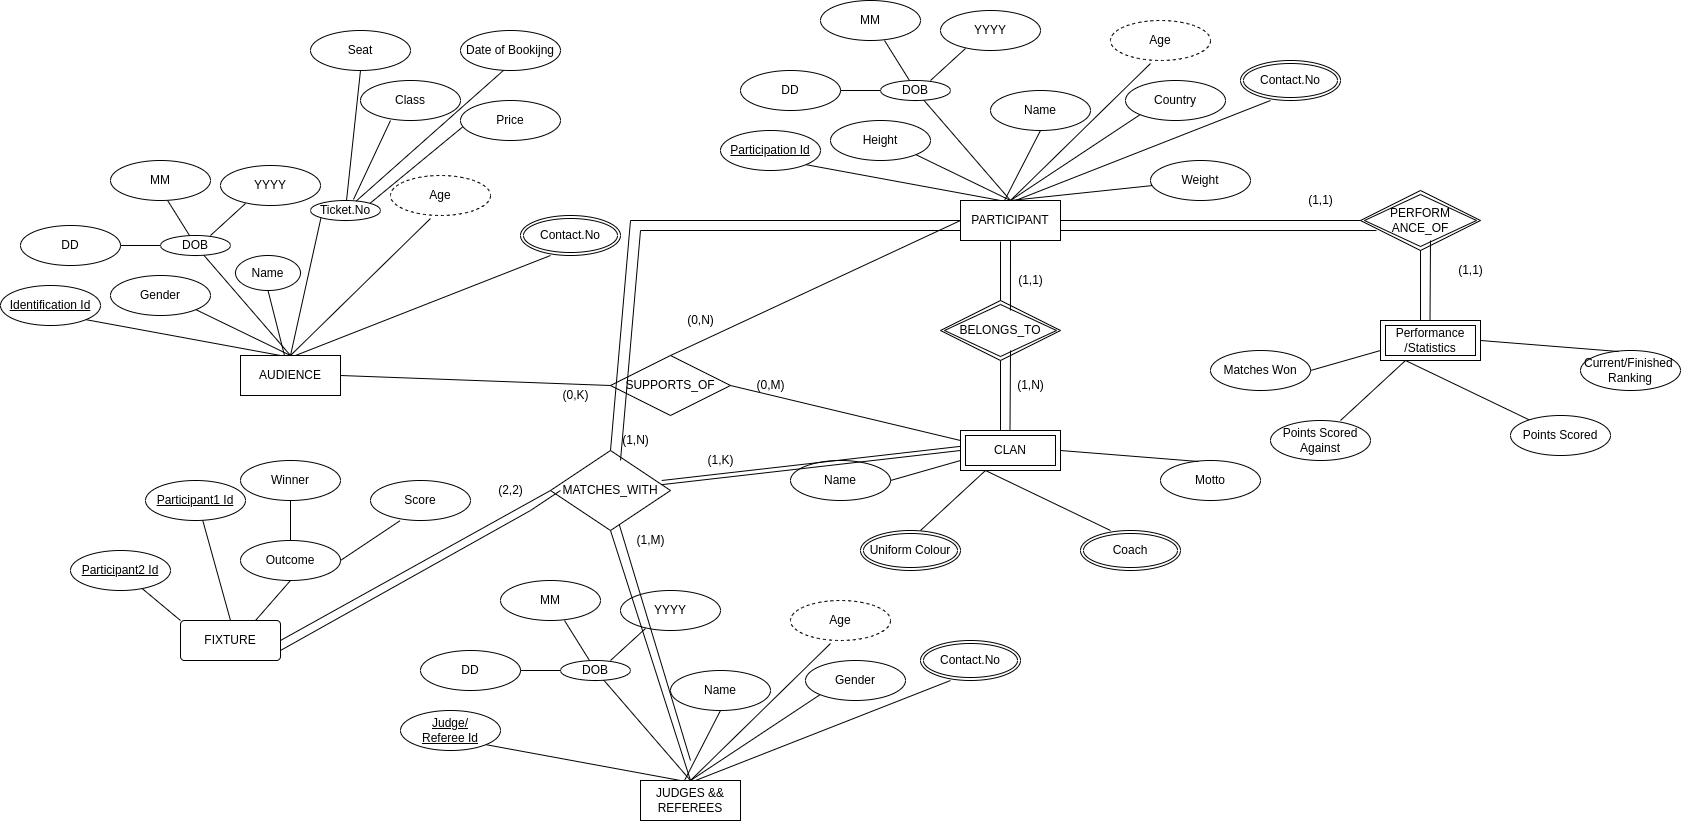 MM
YYYY
Age
Seat
Date of Bookijng
Contact.No
DD
DOB
Class
Name
Country
Price
Participation Id
Height
MM
YYYY
Age
Weight
Ticket.No
(1,1)
PERFORM
ANCE_OF
PARTICIPANT
DD
DOB
Contact.No
Name
Identification Id
Gender
(1,1)
(1,1)
(0,N)
BELONGS_TO
Performance
/Statistics
AUDIENCE
SUPPORTS_OF
(0,K)
(0,M)
(1,N)
Matches Won
Current/Finished
Ranking
(1,N)
(1,K)
CLAN
Points Scored
Against
Points Scored
Winner
Participant1 Id
Score
(2,2)
MATCHES_WITH
Name
Motto
(1,M)
Uniform Colour
Coach
Participant2 Id
Outcome
FIXTURE
MM
YYYY
Age
DD
DOB
Name
Gender
Contact.No
Judge/
Referee Id
JUDGES &&
REFEREES